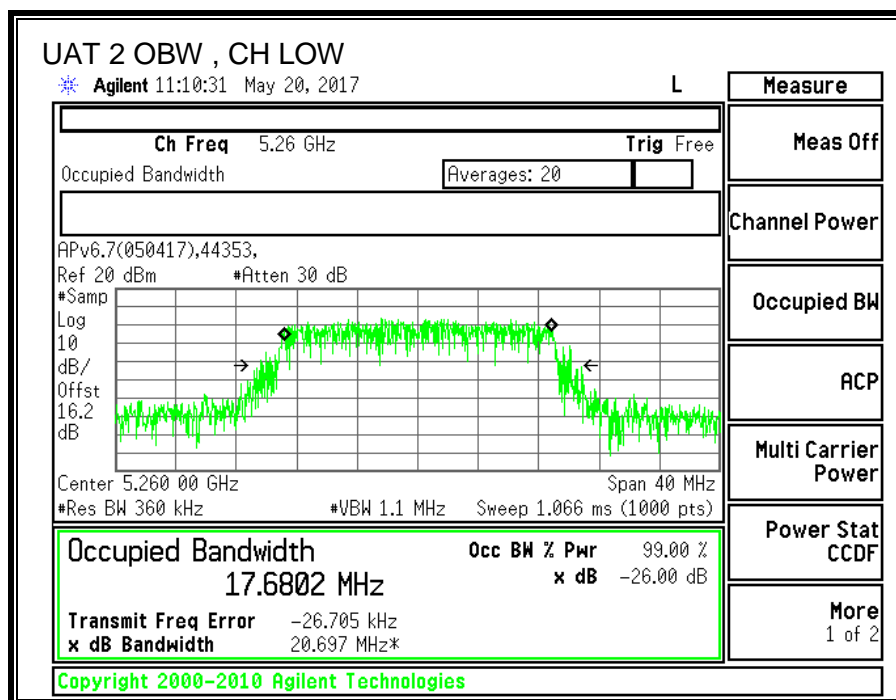 UAT 2 OBW , CH LOW
Agilent 11:10:31 May 20, 2017 L
Measure
Ch Freq 5.26 GHz Trig Free
Meas Off
Occupied Bandwidth Averages: 20
Channel Power
APv6.7(050417),44353,
Ref 20 dBm #Atten 30 dB
#Samp
Log
10
dB/
Offst
16.2
dB
Occupied BW
ACP
Multi Carrier
Power
Center 5.260 00 GHz Span 40 MHz
#Res BW 360 kHz #VBW 1.1 MHz Sweep 1.066 ms (1000 pts)
Power Stat
CCDF
Occupied Bandwidth Occ BW % Pwr 99.00 %
17.6802 MHz x dB -26.00 dB
Transmit Freq Error -26.705 kHz
x dB Bandwidth 20.697 MHz*
More
1 of 2
Copyright 2000-2010 Agilent Technologies